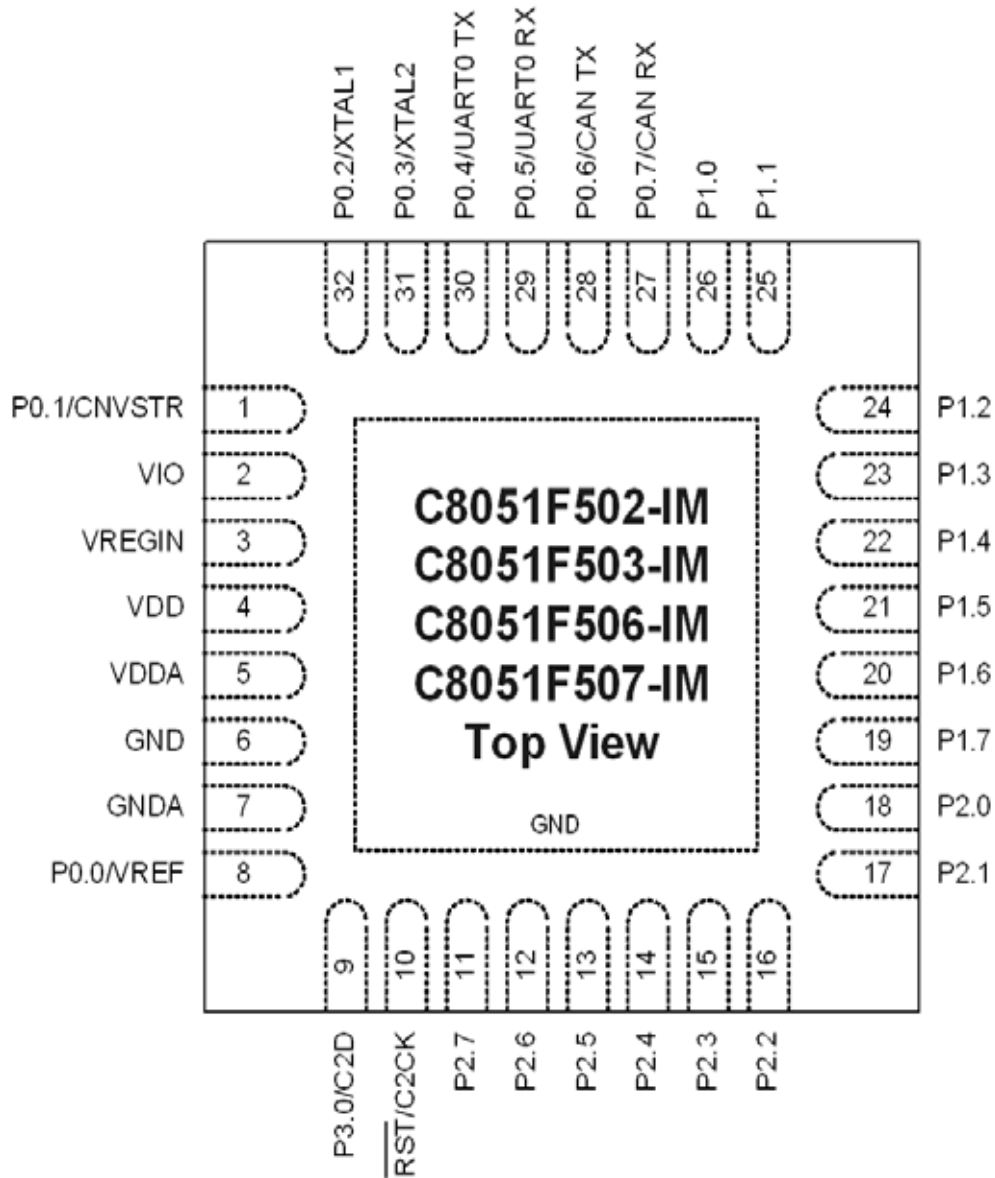 P0.2/XTAL1
P0.3/XTAL2
P0.4/UART0 TX
P0.5/UART0 RX
P0.6/CAN TX
P0.7/CAN RX
P1.0
P1.1
32
31
30
29
28
27
26
25
P0.1/CNVSTR 1
VIO 2
VREGIN 3
VDD 4
VDDA 5
GND 6
GNDA 7
P0.0/VREF 8
C8051F502-IM
C8051F503-IM
C8051F506-IM
C8051F507-IM
Top View
GND
24 P1.2
23 P1.3
22 P1.4
21 P1.5
20 P1.6
19 P1.7
18 P2.0
17 P2.1
9
10
11
12
13
14
15
16
P3.0/C2D
RST/C2CK
P2.7
P2.6
P2.5
P2.4
P2.3
P2.2